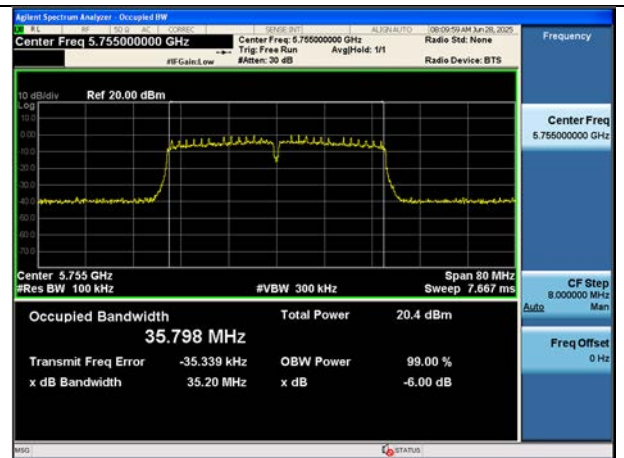 Agilent Spectrum Analyzer - Occupied BW
RL RF 50 Ω AC CORREC SENSE:INT ALIGN AUTO 08:09:59 AM Jun 28, 2025
Center Freq 5.755000000 GHz
Center Freq: 5.755000000 GHz
Radio Std: None
Trig: Free Run Avg|Hold: 1/1
#IFGain:Low #Atten: 30 dB Radio Device: BTS
10 dB/div Ref 20.00 dBm
Log
10.0
0.00
-10.0
-20.0
-30.0
-40.0
-50.0
-60.0
-70.0
Center 5.755 GHz Span 80 MHz
#Res BW 100 kHz #VBW 300 kHz Sweep 7.667 ms
Occupied Bandwidth Total Power 20.4 dBm
35.798 MHz
Transmit Freq Error -35.339 kHz OBW Power 99.00 %
x dB Bandwidth 35.20 MHz x dB -6.00 dB
MSG STATUS
Frequency
Center Freq
5.755000000 GHz
CF Step
8.000000 MHz
Auto Man
Freq Offset
0 Hz